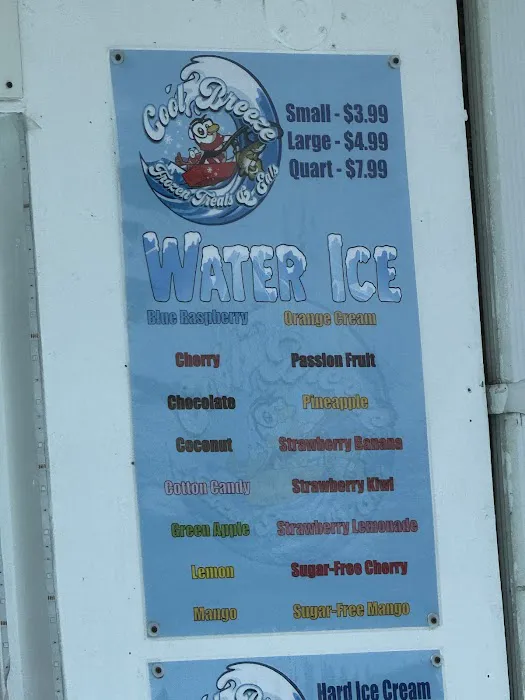 Cool Breeze
Frozen Treats & Eats
Small - $3.99
Large - $4.99
Quart - $7.99
WATER ICE
Blue Raspberry
Orange Cream
Cherry
Passion Fruit
Chocolate
Pineapple
Coconut
Strawberry Banana
Cotton Candy
Strawberry Kiwi
Green Apple
Strawberry Lemonade
Lemon
Sugar-Free Cherry
Mango
Sugar-Free Mango
Cool Breeze
Hard Ice Cream